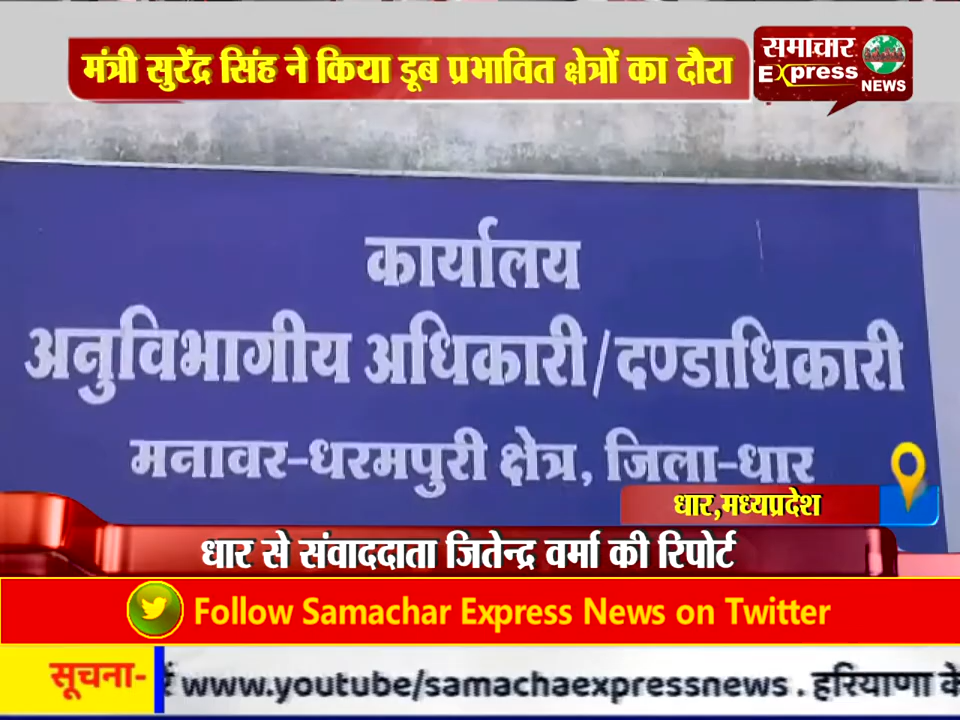 मंत्री सुरेंद्र सिंह ने किया डूब प्रभावित क्षेत्रों का दौरा
समाचार
Express
NEWS
कार्यालय
अनुविभागीय अधिकारी/दण्डाधिकारी
मनावर-धरमपुरी क्षेत्र, जिला-धार
धार,मध्यप्रदेश
धार से संवाददाता जितेन्द्र वर्मा की रिपोर्ट
Follow Samachar Express News on Twitter
सूचना- www.youtube/samachaexpressnews . हरियाणा के